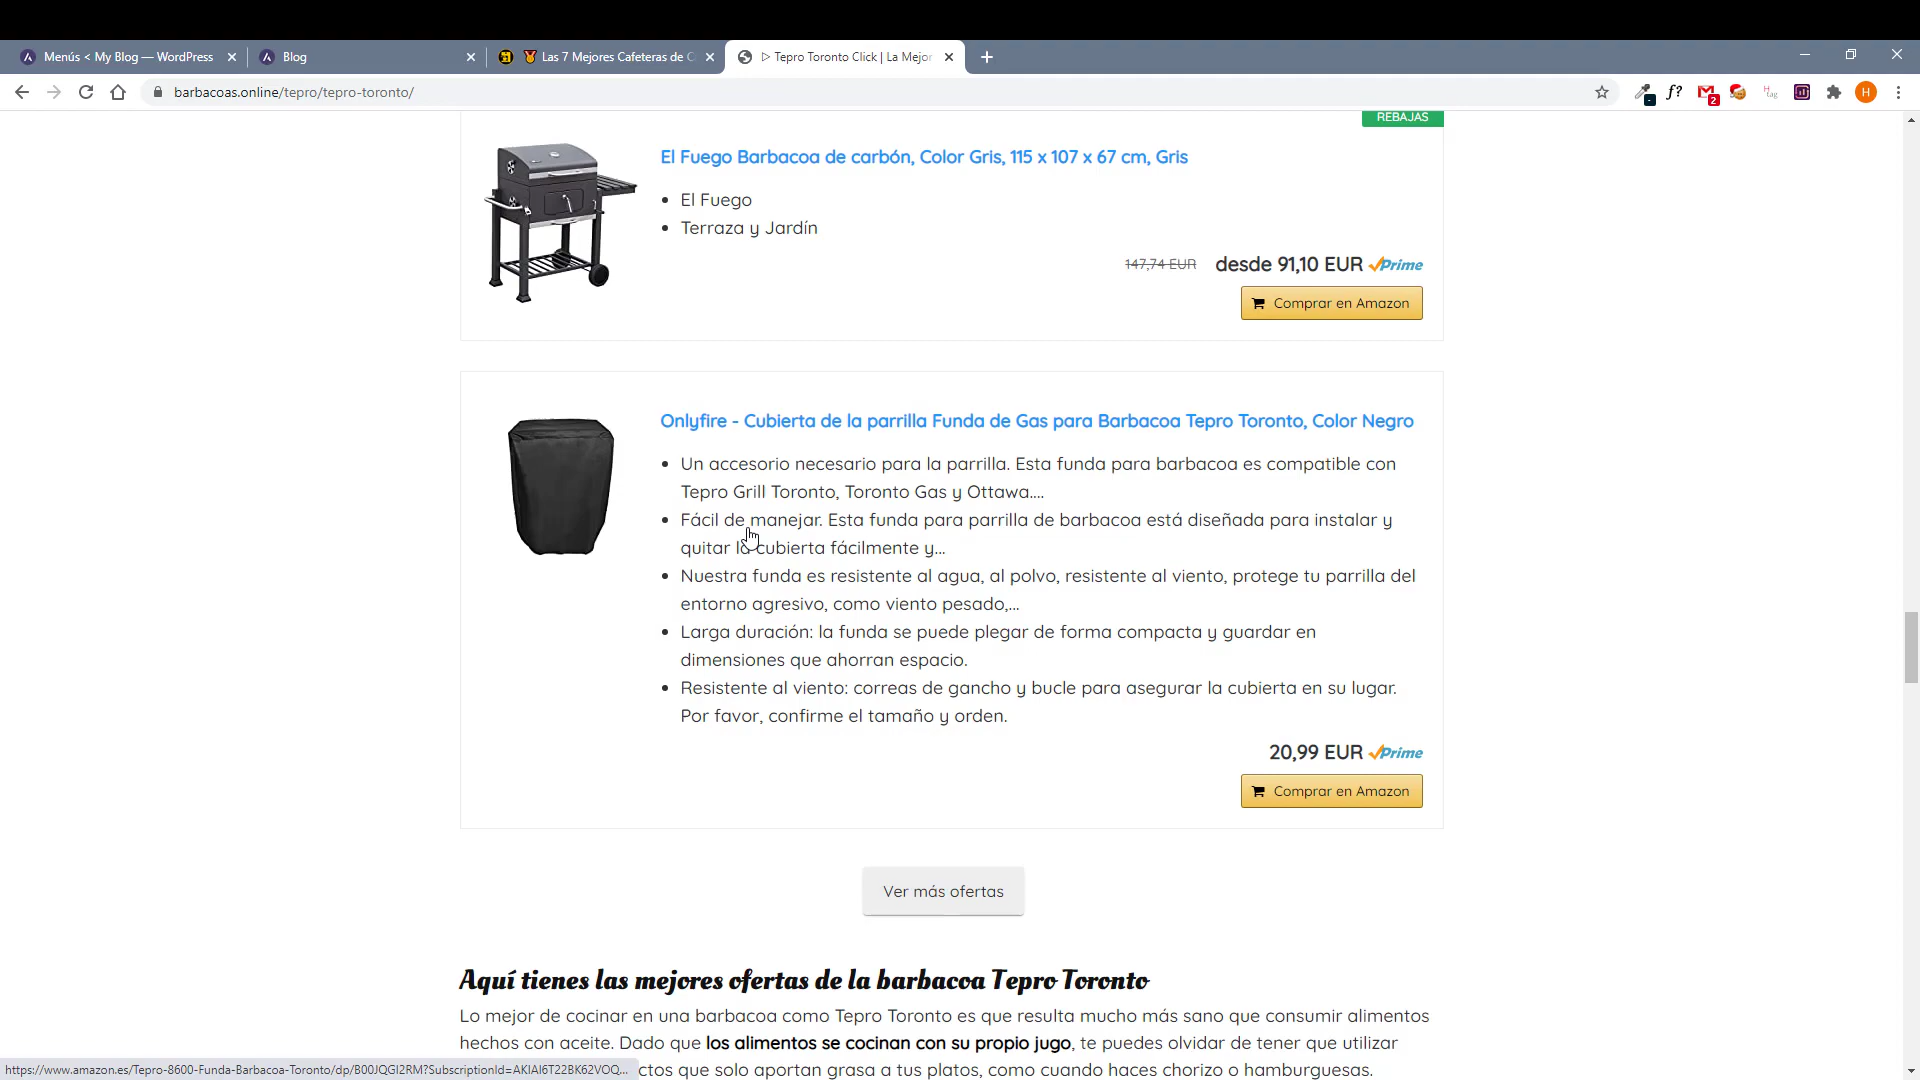 Menús < My Blog — WordPress
Blog
Las 7 Mejores Cafeteras de C
▷ Tepro Toronto Click | La Mejor
barbacoas.online/tepro/tepro-toronto/
f?
2
H
REBAJAS
El Fuego Barbacoa de carbón, Color Gris, 115 x 107 x 67 cm, Gris
• El Fuego
• Terraza y Jardín
147,74 EUR desde 91,10 EUR Prime
Comprar en Amazon
Onlyfire - Cubierta de la parrilla Funda de Gas para Barbacoa Tepro Toronto, Color Negro
• Un accesorio necesario para la parrilla. Esta funda para barbacoa es compatible con
Tepro Grill Toronto, Toronto Gas y Ottawa....
• Fácil de manejar. Esta funda para parrilla de barbacoa está diseñada para instalar y
quitar la cubierta fácilmente y...
• Nuestra funda es resistente al agua, al polvo, resistente al viento, protege tu parrilla del
entorno agresivo, como viento pesado,...
• Larga duración: la funda se puede plegar de forma compacta y guardar en
dimensiones que ahorran espacio.
• Resistente al viento: correas de gancho y bucle para asegurar la cubierta en su lugar.
Por favor, confirme el tamaño y orden.
20,99 EUR Prime
Comprar en Amazon
Ver más ofertas
Aquí tienes las mejores ofertas de la barbacoa Tepro Toronto
Lo mejor de cocinar en una barbacoa como Tepro Toronto es que resulta mucho más sano que consumir alimentos
hechos con aceite. Dado que los alimentos se cocinan con su propio jugo, te puedes olvidar de tener que utilizar
ctos que solo aportan grasa a tus platos, como cuando haces chorizo o hamburguesas.
https://www.amazon.es/Tepro-8600-Funda-Barbacoa-Toronto/dp/B00JQGI2RM?SubscriptionId=AKIAI6T22BK62VOQ...